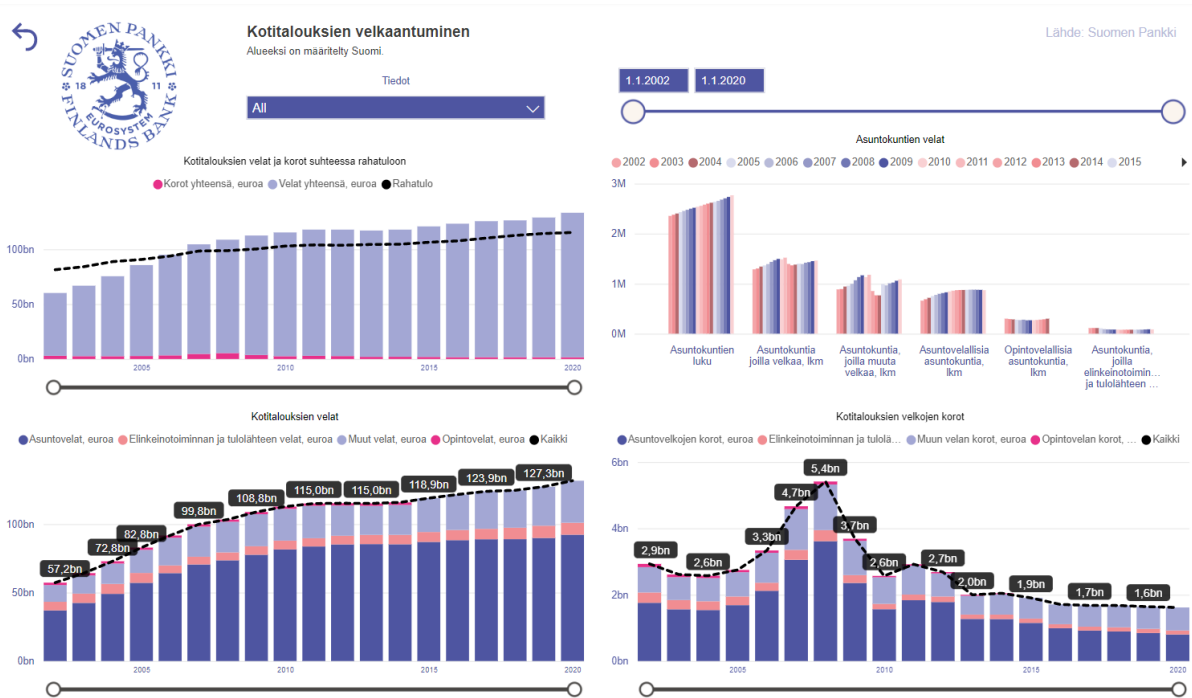 SUOMEN PANKKI
18 11
EUROSYSTEM
FINLANDS BANK
Kotitalouksien velkaantuminen
Alueeksi on määritelty Suomi.
Tiedot
All
Lähde: Suomen Pankki
1.1.2002 1.1.2020
Kotitalouksien velat ja korot suhteessa rahatuloon
Korot yhteensä, euroa Velat yhteensä, euroa Rahatulo
100bn
50bn
0bn
2005 2010 2015 2020
Asuntokuntien velat
2002 2003 2004 2005 2006 2007 2008 2009 2010 2011 2012 2013 2014 2015
3M
2M
1M
0M
Asuntokuntien luku
Asuntokuntia joilla velkaa, lkm
Asuntokuntia, joilla muuta velkaa, lkm
Asuntovelallisia asuntokuntia, lkm
Opintovelallisia asuntokuntia, lkm
Asuntokuntia, joilla elinkeinotoimin... ja tulolähteen ...
Kotitalouksien velat
Asuntovelat, euroa Elinkeinotoiminnan ja tulolähteen velat, euroa Muut velat, euroa Opintovelat, euroa Kaikki
100bn
50bn
0bn
57,2bn 72,8bn 82,8bn 99,8bn 108,8bn 115,0bn 115,0bn 118,9bn 123,9bn 127,3bn
2005 2010 2015 2020
Kotitalouksien velkojen korot
Asuntovelkojen korot, euroa Elinkeinotoiminnan ja tulolä... Muun velan korot, euroa Opintovelan korot, ... Kaikki
6bn
4bn
2bn
0bn
2,9bn 2,6bn 3,3bn 4,7bn 5,4bn 3,7bn 2,6bn 2,7bn 2,0bn 1,9bn 1,7bn 1,6bn
2005 2010 2015 2020